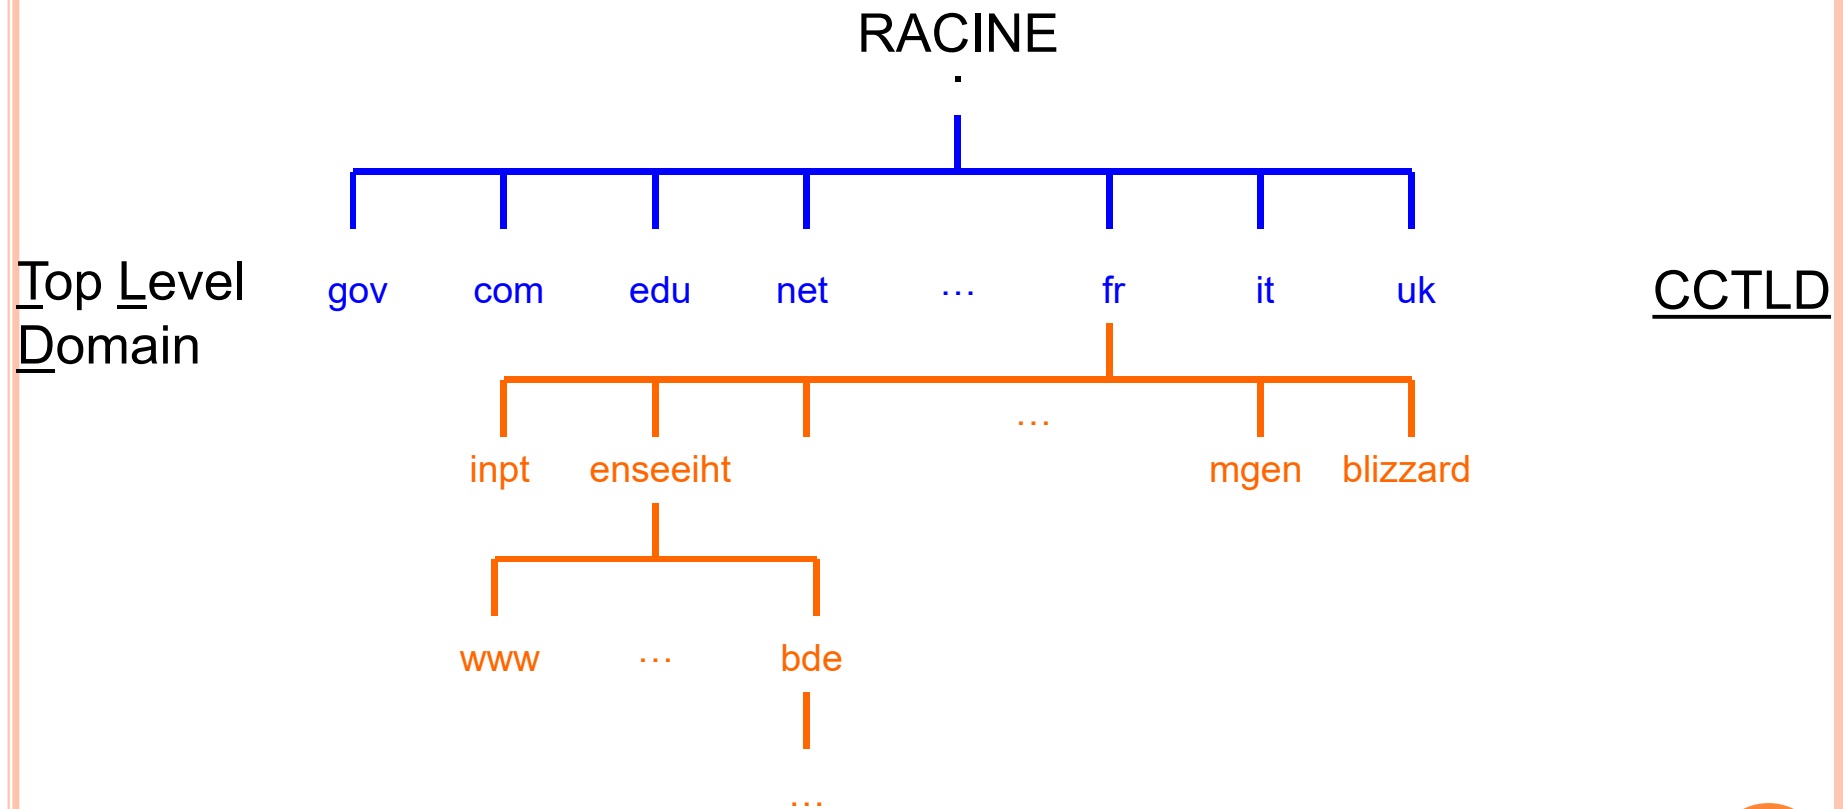 RACINE
.
Top Level
Domain
gov com edu net ... fr it uk
CCTLD
...
inpt enseeiht mgen blizzard
www ... bde
...